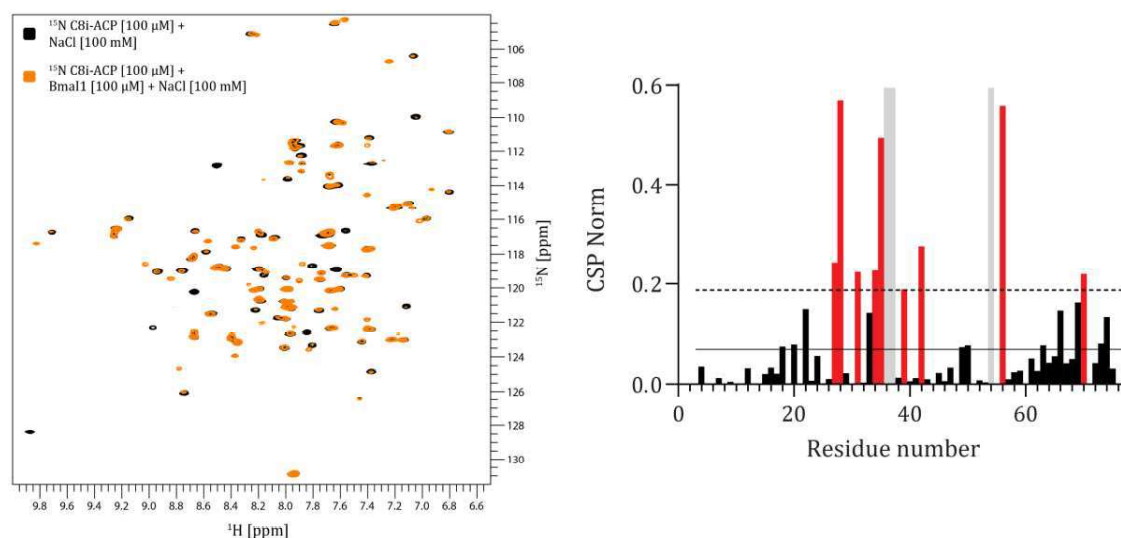 ¹⁵N C8i-ACP [100 µM] +
NaCl [100 mM]
¹⁵N C8i-ACP [100 µM] +
BmaI1 [100 µM] + NaCl [100 mM]
106
108
110
112
114
116
118
120
122
124
126
128
130
¹⁵N [ppm]
9.8 9.6 9.4 9.2 9.0 8.8 8.6 8.4 8.2 8.0 7.8 7.6 7.4 7.2 7.0 6.8 6.6
¹H [ppm]
0.6
0.4
0.2
0.0
CSP Norm
0 20 40 60
Residue number